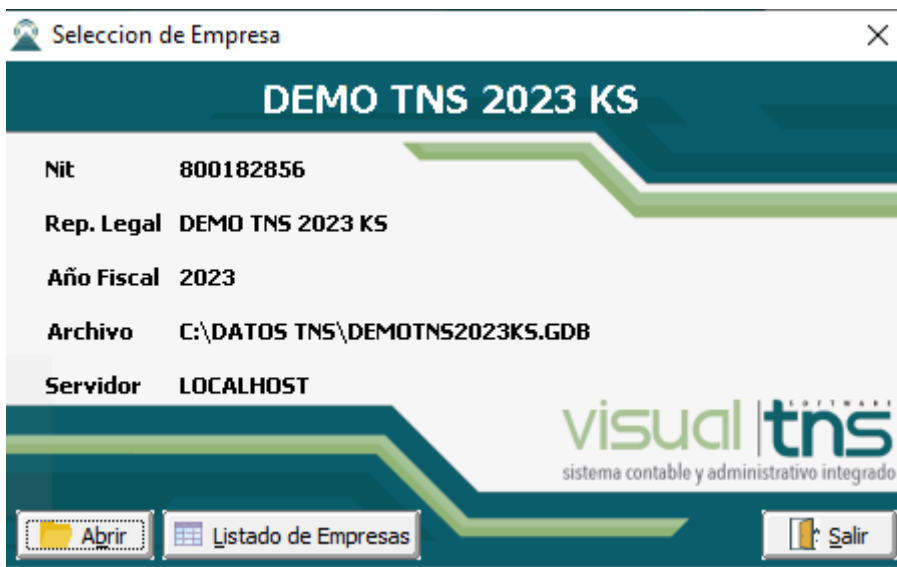 Seleccion de Empresa
DEMO TNS 2023 KS
Nit 800182856
Rep. Legal DEMO TNS 2023 KS
Año Fiscal 2023
Archivo C:\DATOS TNS\DEMOTNS2023KS.GDB
Servidor LOCALHOST
SOFTWARE
visual tns
sistema contable y administrativo integrado
Abrir Listado de Empresas Salir